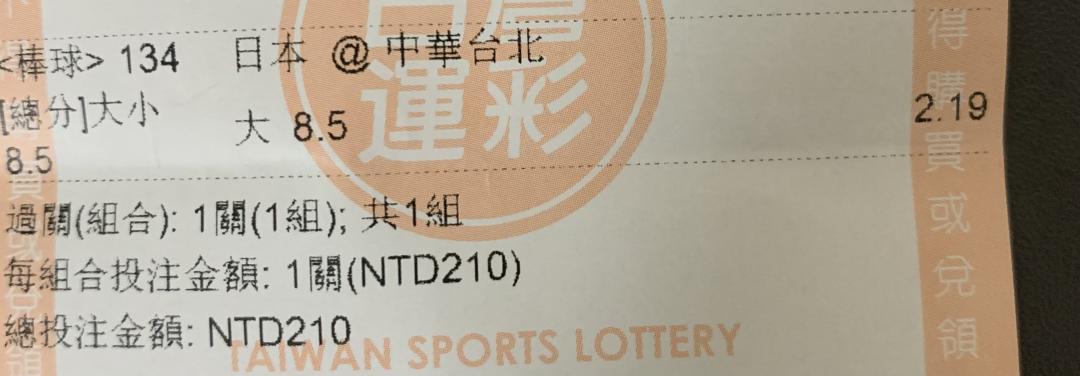 <棒球> 134 日本 @ 中華台北
[總分]大小 大 8.5 2.19
8.5
過關(組合): 1關(1組); 共1組
每組合投注金額: 1關(NTD210)
總投注金額: NTD210
TAIWAN SPORTS LOTTERY
運彩
得購買或兌領